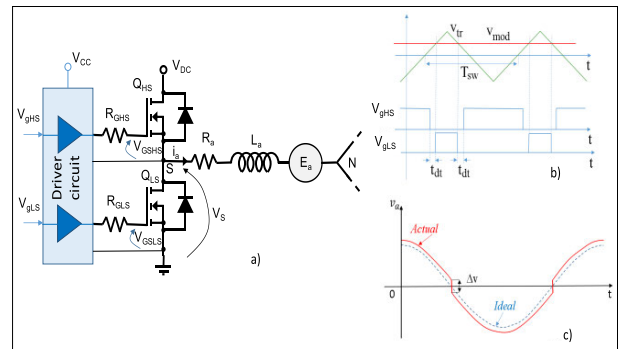 V_CC
V_DC
Q_HS
V_gHS
R_GHS
V_GSHS
i_a
R_a
L_a
E_a
N
S
Driver circuit
Q_LS
V_gLS
R_GLS
V_GSLS
V_S
a)
v_tr
v_mod
t
T_sw
V_gHS
t
V_gLS
t
t_dt
t_dt
b)
v_a
Actual
Δv
0
t
Ideal
c)